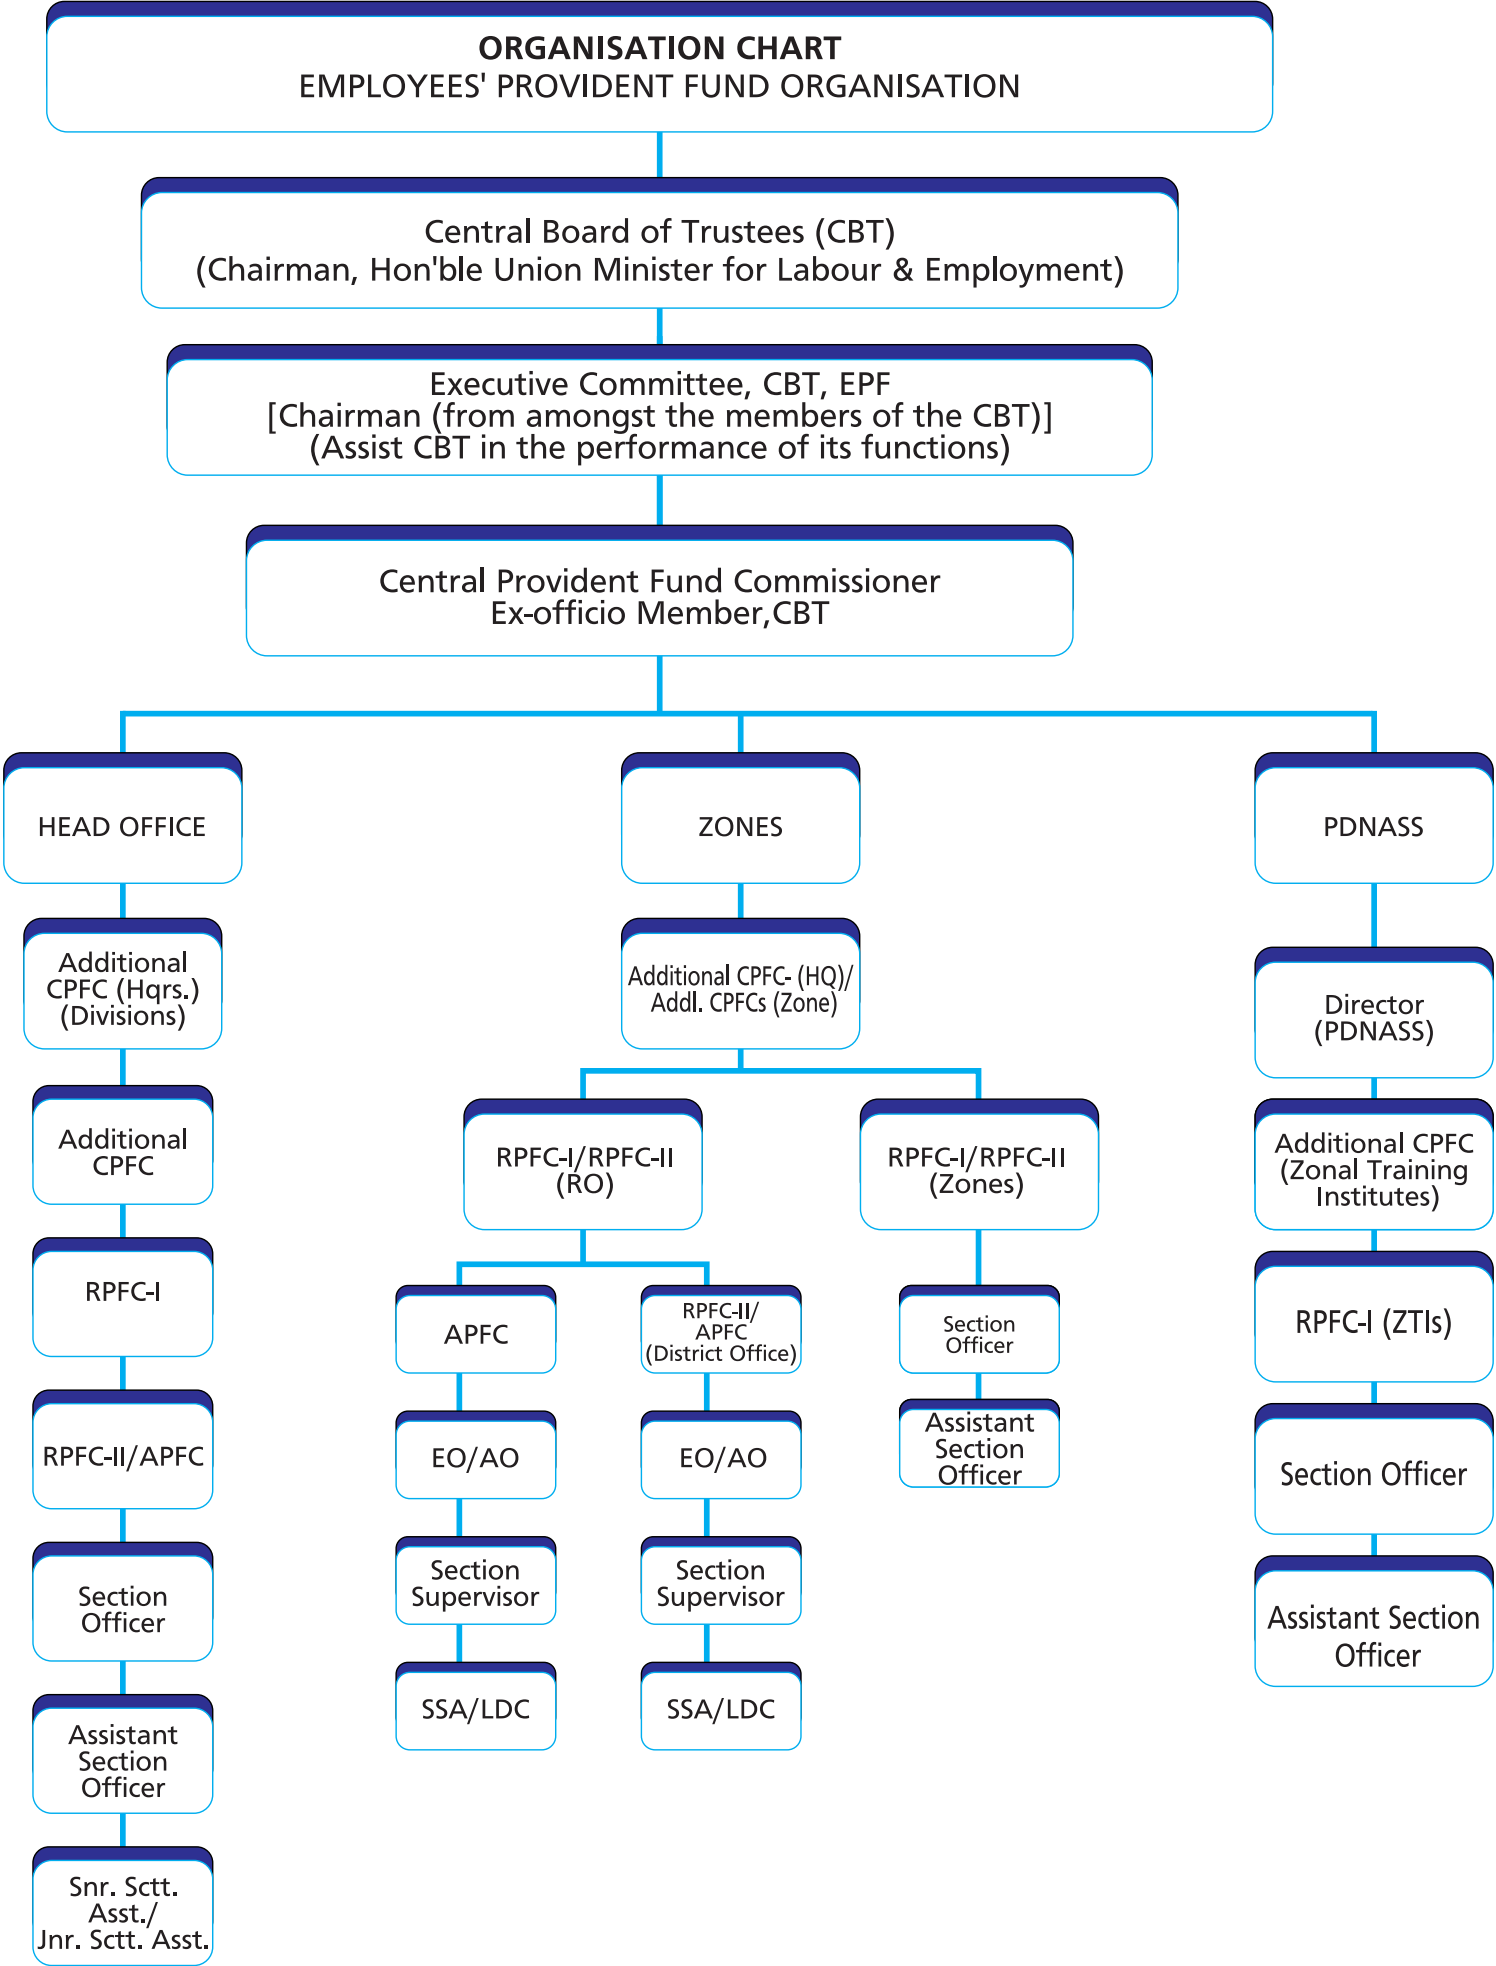 ORGANISATION CHART
EMPLOYEES' PROVIDENT FUND ORGANISATION
Central Board of Trustees (CBT)
(Chairman, Hon'ble Union Minister for Labour & Employment)
Executive Committee, CBT, EPF
[Chairman (from amongst the members of the CBT)]
(Assist CBT in the performance of its functions)
Central Provident Fund Commissioner
Ex-officio Member,CBT
HEAD OFFICE
Additional
CPFC (Hqrs.)
(Divisions)
Additional
CPFC
RPFC-I
RPFC-II/APFC
Section
Officer
Assistant
Section
Officer
Snr. Sctt.
Asst./
Jnr. Sctt. Asst.
ZONES
Additional CPFC- (HQ)/
Addl. CPFCs (Zone)
RPFC-I/RPFC-II
(RO)
APFC
EO/AO
Section
Supervisor
SSA/LDC
RPFC-II/
APFC
(District Office)
EO/AO
Section
Supervisor
SSA/LDC
RPFC-I/RPFC-II
(Zones)
Section
Officer
Assistant
Section
Officer
PDNASS
Director
(PDNASS)
Additional CPFC
(Zonal Training
Institutes)
RPFC-I (ZTIs)
Section Officer
Assistant Section
Officer